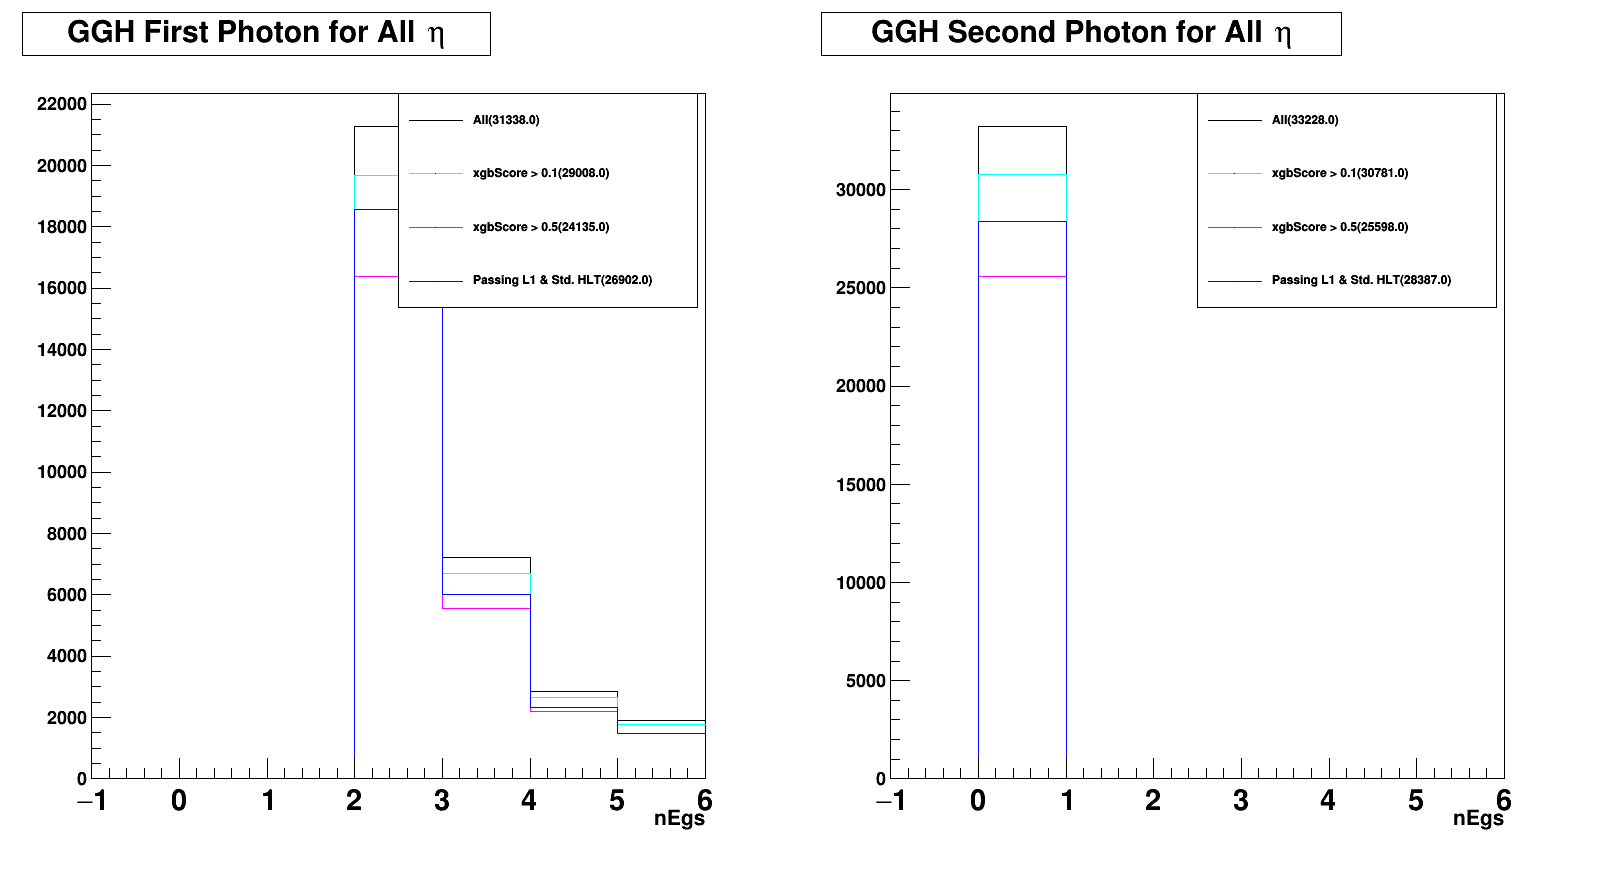 GGH First Photon for All η
22000
20000
18000
16000
14000
12000
10000
8000
6000
4000
2000
0
All(31338.0)
xgbScore > 0.1(29008.0)
xgbScore > 0.5(24135.0)
Passing L1 & Std. HLT(26902.0)
−1 0 1 2 3 4 5 6
nEgs
GGH Second Photon for All η
30000
25000
20000
15000
10000
5000
0
All(33228.0)
xgbScore > 0.1(30781.0)
xgbScore > 0.5(25598.0)
Passing L1 & Std. HLT(28387.0)
−1 0 1 2 3 4 5 6
nEgs